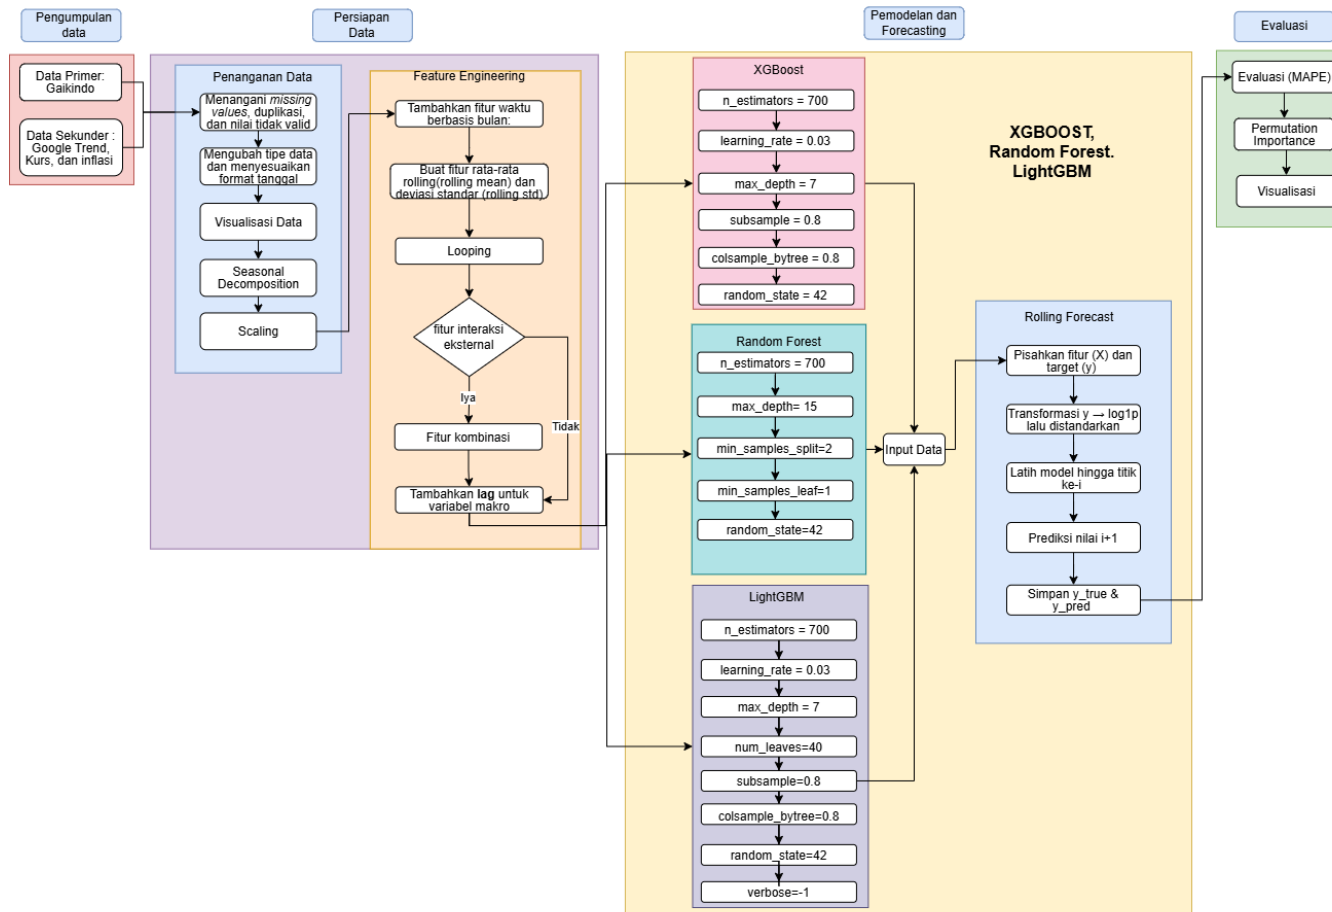 Pengumpulan
data
Persiapan
Data
Pemodelan dan
Forecasting
Evaluasi
Data Primer:
Gaikindo
Data Sekunder :
Google Trend,
Kurs, dan inflasi
Penanganan Data
Menangani missing
values, duplikasi,
dan nilai tidak valid
Mengubah tipe data
dan menyesuaikan
format tanggal
Visualisasi Data
Seasonal
Decomposition
Scaling
Feature Engineering
Tambahkan fitur waktu
berbasis bulan:
Buat fitur rata-rata
rolling(rolling mean) dan
deviasi standar (rolling std)
Looping
fitur interaksi
eksternal
Iya
Tidak
Fitur kombinasi
Tambahkan lag untuk
variabel makro
XGBoost
n_estimators = 700
learning_rate = 0.03
max_depth = 7
subsample = 0.8
colsample_bytree = 0.8
random_state = 42
Random Forest
n_estimators = 700
max_depth= 15
min_samples_split=2
min_samples_leaf=1
random_state=42
LightGBM
n_estimators = 700
learning_rate = 0.03
max_depth = 7
num_leaves=40
subsample=0.8
colsample_bytree=0.8
random_state=42
verbose=-1
XGBOOST,
Random Forest.
LightGBM
Input Data
Rolling Forecast
Pisahkan fitur (X) dan
target (y)
Transformasi y → log1p
lalu distandarkan
Latih model hingga titik
ke-i
Prediksi nilai i+1
Simpan y_true &
y_pred
Evaluasi (MAPE)
Permutation
Importance
Visualisasi